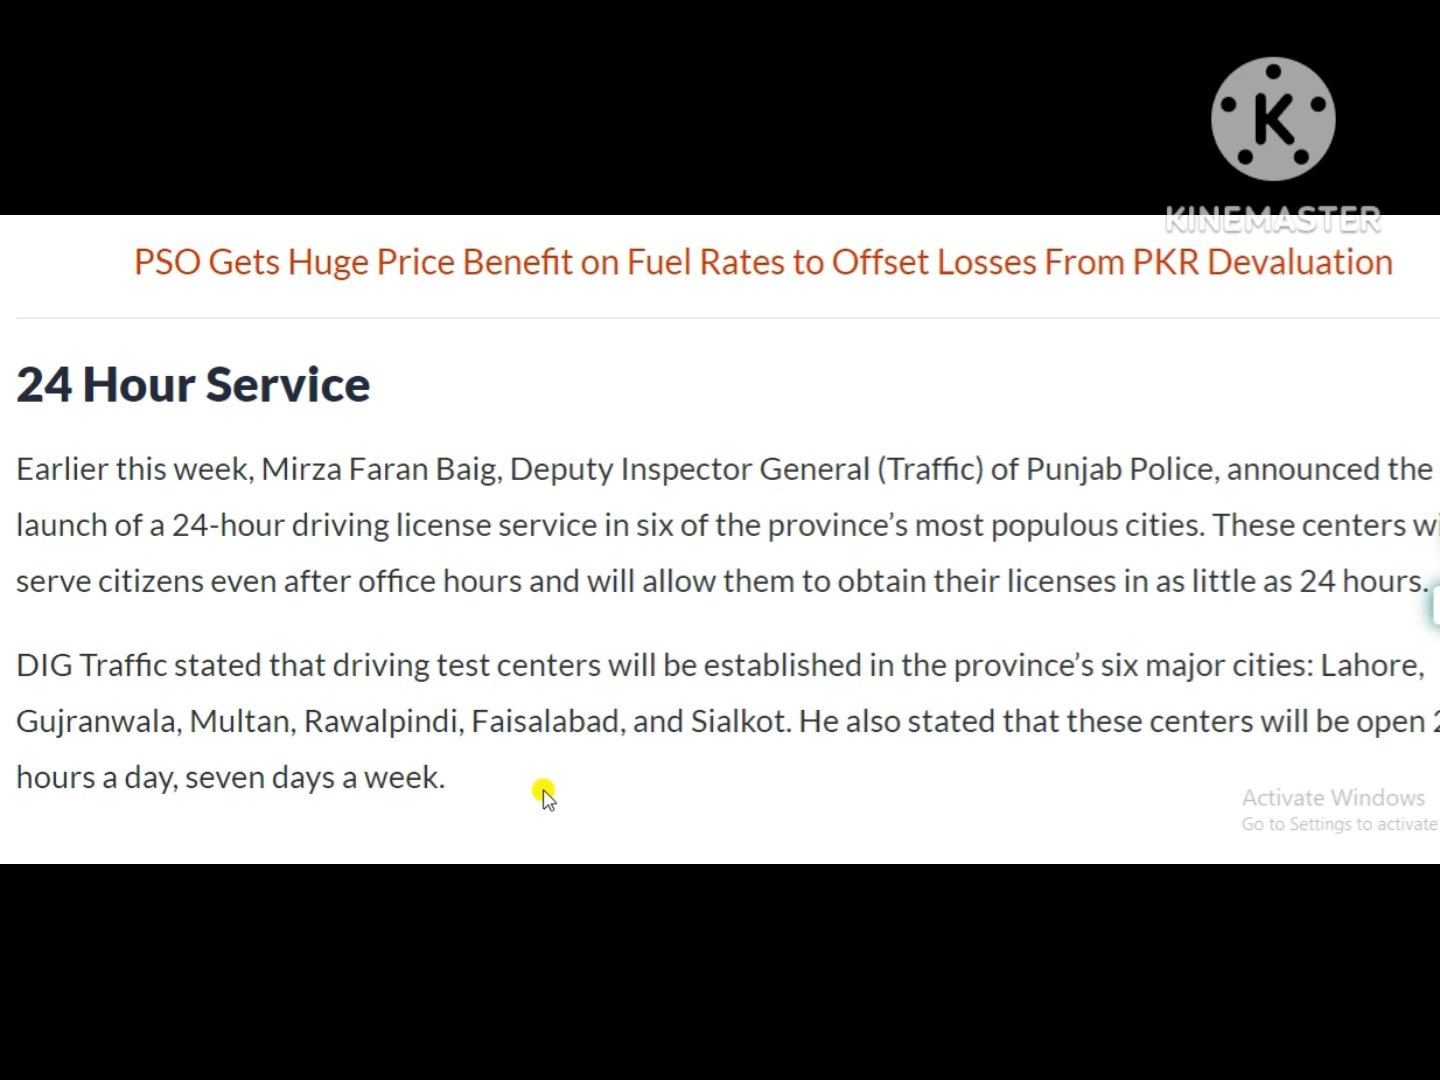 K
KINEMASTER
PSO Gets Huge Price Benefit on Fuel Rates to Offset Losses From PKR Devaluation
24 Hour Service
Earlier this week, Mirza Faran Baig, Deputy Inspector General (Traffic) of Punjab Police, announced the
launch of a 24-hour driving license service in six of the province’s most populous cities. These centers
serve citizens even after office hours and will allow them to obtain their licenses in as little as 24 hours.
DIG Traffic stated that driving test centers will be established in the province’s six major cities: Lahore,
Gujranwala, Multan, Rawalpindi, Faisalabad, and Sialkot. He also stated that these centers will be open
hours a day, seven days a week.
Activate Windows
Go to Settings to activate